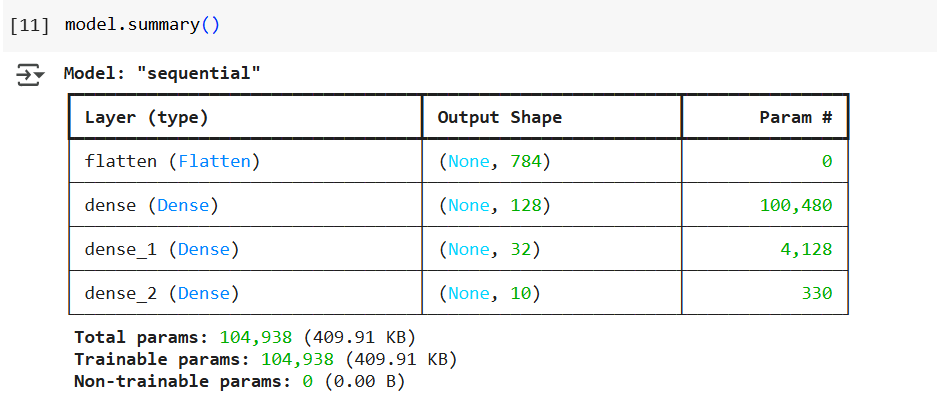 [11] model.summary()
Model: "sequential"
Layer (type) Output Shape Param #
flatten (Flatten) (None, 784) 0
dense (Dense) (None, 128) 100,480
dense_1 (Dense) (None, 32) 4,128
dense_2 (Dense) (None, 10) 330
Total params: 104,938 (409.91 KB)
Trainable params: 104,938 (409.91 KB)
Non-trainable params: 0 (0.00 B)